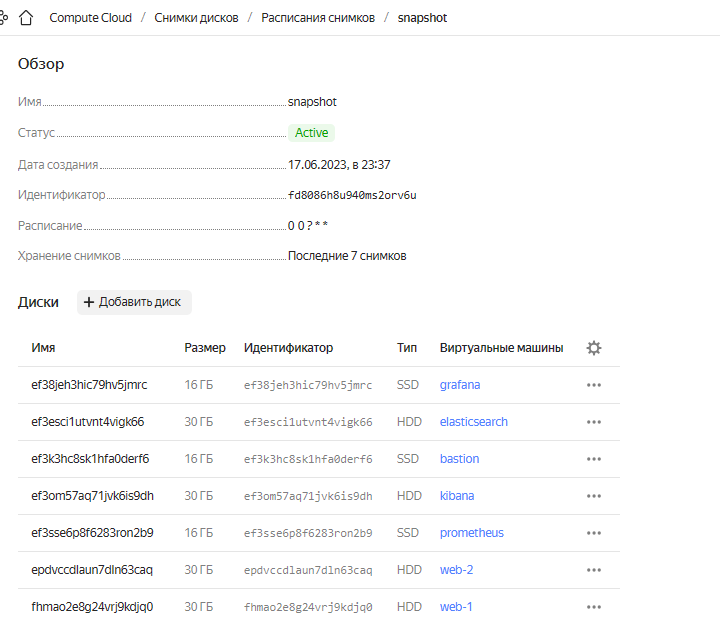 Compute Cloud / Снимки дисков / Расписания снимков / snapshot
Обзор
Имя snapshot
Статус Active
Дата создания 17.06.2023, в 23:37
Идентификатор fd8086h8u940ms2orv6u
Расписание 0 0 ? * *
Хранение снимков Последние 7 снимков
Диски + Добавить диск
Имя Размер Идентификатор Тип Виртуальные машины
ef38jeh3hic79hv5jmrc 16 ГБ ef38jeh3hic79hv5jmrc SSD grafana
ef3esci1utvnt4vigk66 30 ГБ ef3esci1utvnt4vigk66 HDD elasticsearch
ef3k3hc8sk1hfa0derf6 16 ГБ ef3k3hc8sk1hfa0derf6 SSD bastion
ef3om57aq71jvk6is9dh 30 ГБ ef3om57aq71jvk6is9dh HDD kibana
ef3sse6p8f6283ron2b9 16 ГБ ef3sse6p8f6283ron2b9 SSD prometheus
epdvccdlaun7dln63caq 30 ГБ epdvccdlaun7dln63caq HDD web-2
fhmao2e8g24vrj9kdjq0 30 ГБ fhmao2e8g24vrj9kdjq0 HDD web-1